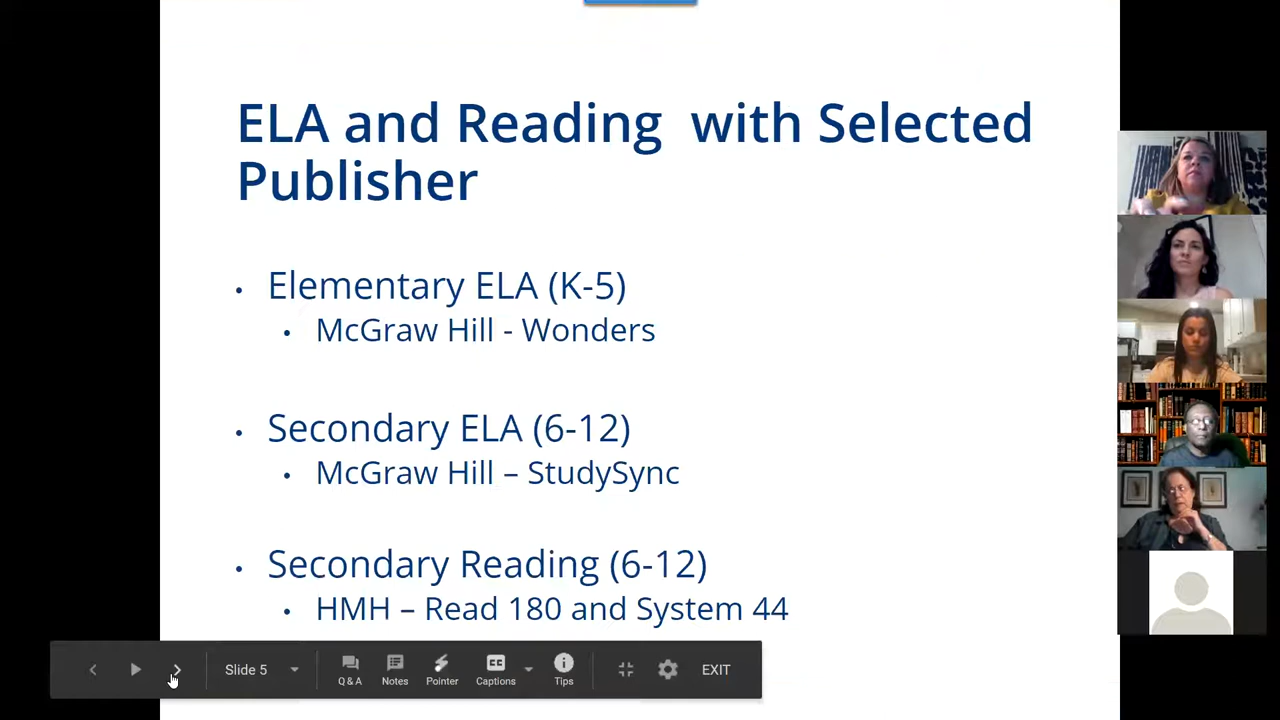 ELA and Reading  with Selected
Publisher
• Elementary ELA (K-5)
• McGraw Hill - Wonders
• Secondary ELA (6-12)
• McGraw Hill – StudySync
• Secondary Reading (6-12)
• HMH – Read 180 and System 44
Slide 5
CC
Q & A
Notes
Pointer
Captions
Tips
EXIT